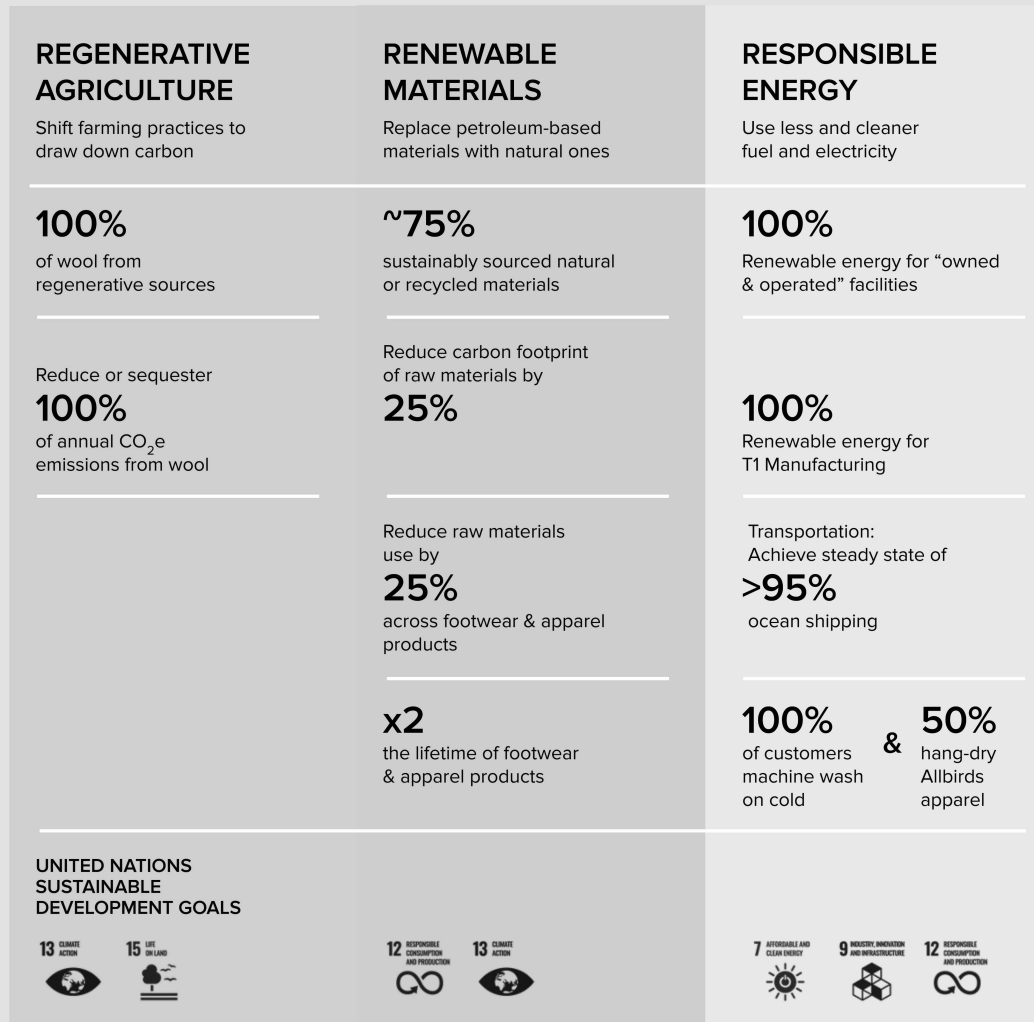 REGENERATIVE
AGRICULTURE
Shift farming practices to
draw down carbon
100%
of wool from
regenerative sources
Reduce or sequester
100%
of annual CO2e
emissions from wool
RENEWABLE
MATERIALS
Replace petroleum-based
materials with natural ones
~75%
sustainably sourced natural
or recycled materials
Reduce carbon footprint
of raw materials by
25%
Reduce raw materials
use by
25%
across footwear & apparel
products
x2
the lifetime of footwear
& apparel products
RESPONSIBLE
ENERGY
Use less and cleaner
fuel and electricity
100%
Renewable energy for “owned
& operated” facilities
100%
Renewable energy for
T1 Manufacturing
Transportation:
Achieve steady state of
>95%
ocean shipping
100%
of customers
machine wash
on cold
&
50%
hang-dry
Allbirds
apparel
UNITED NATIONS
SUSTAINABLE
DEVELOPMENT GOALS
13 CLIMATE
ACTION
15 LIFE
ON LAND
12 RESPONSIBLE
CONSUMPTION
AND PRODUCTION
13 CLIMATE
ACTION
7 AFFORDABLE AND
CLEAN ENERGY
9 INDUSTRY, INNOVATION
AND INFRASTRUCTURE
12 RESPONSIBLE
CONSUMPTION
AND PRODUCTION